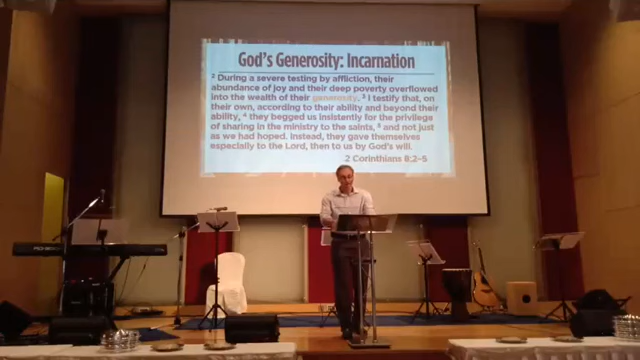 God's Generosity: Incarnation
2 During a severe testing by affliction, their
abundance of joy and their deep poverty overflowed
into the wealth of their generosity. 3 I testify that, on
their own, according to their ability and beyond their
ability, 4 they begged us insistently for the privilege
of sharing in the ministry to the saints, 5 and not just
as we had hoped. Instead, they gave themselves
especially to the Lord, then to us by God's will.
2 Corinthians 8:2-5